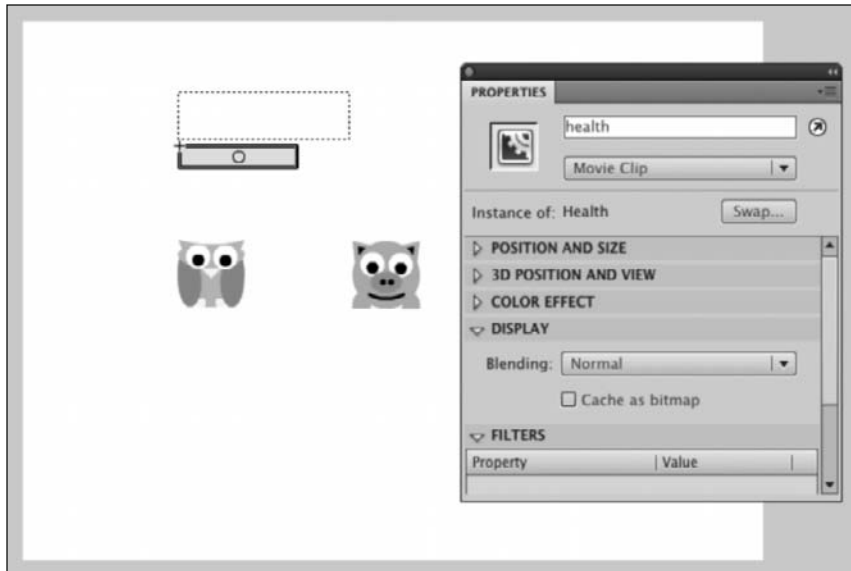 PROPERTIES
health
Movie Clip
Instance of: Health
Swap...
POSITION AND SIZE
3D POSITION AND VIEW
COLOR EFFECT
DISPLAY
Blending: Normal
Cache as bitmap
FILTERS
Property Value